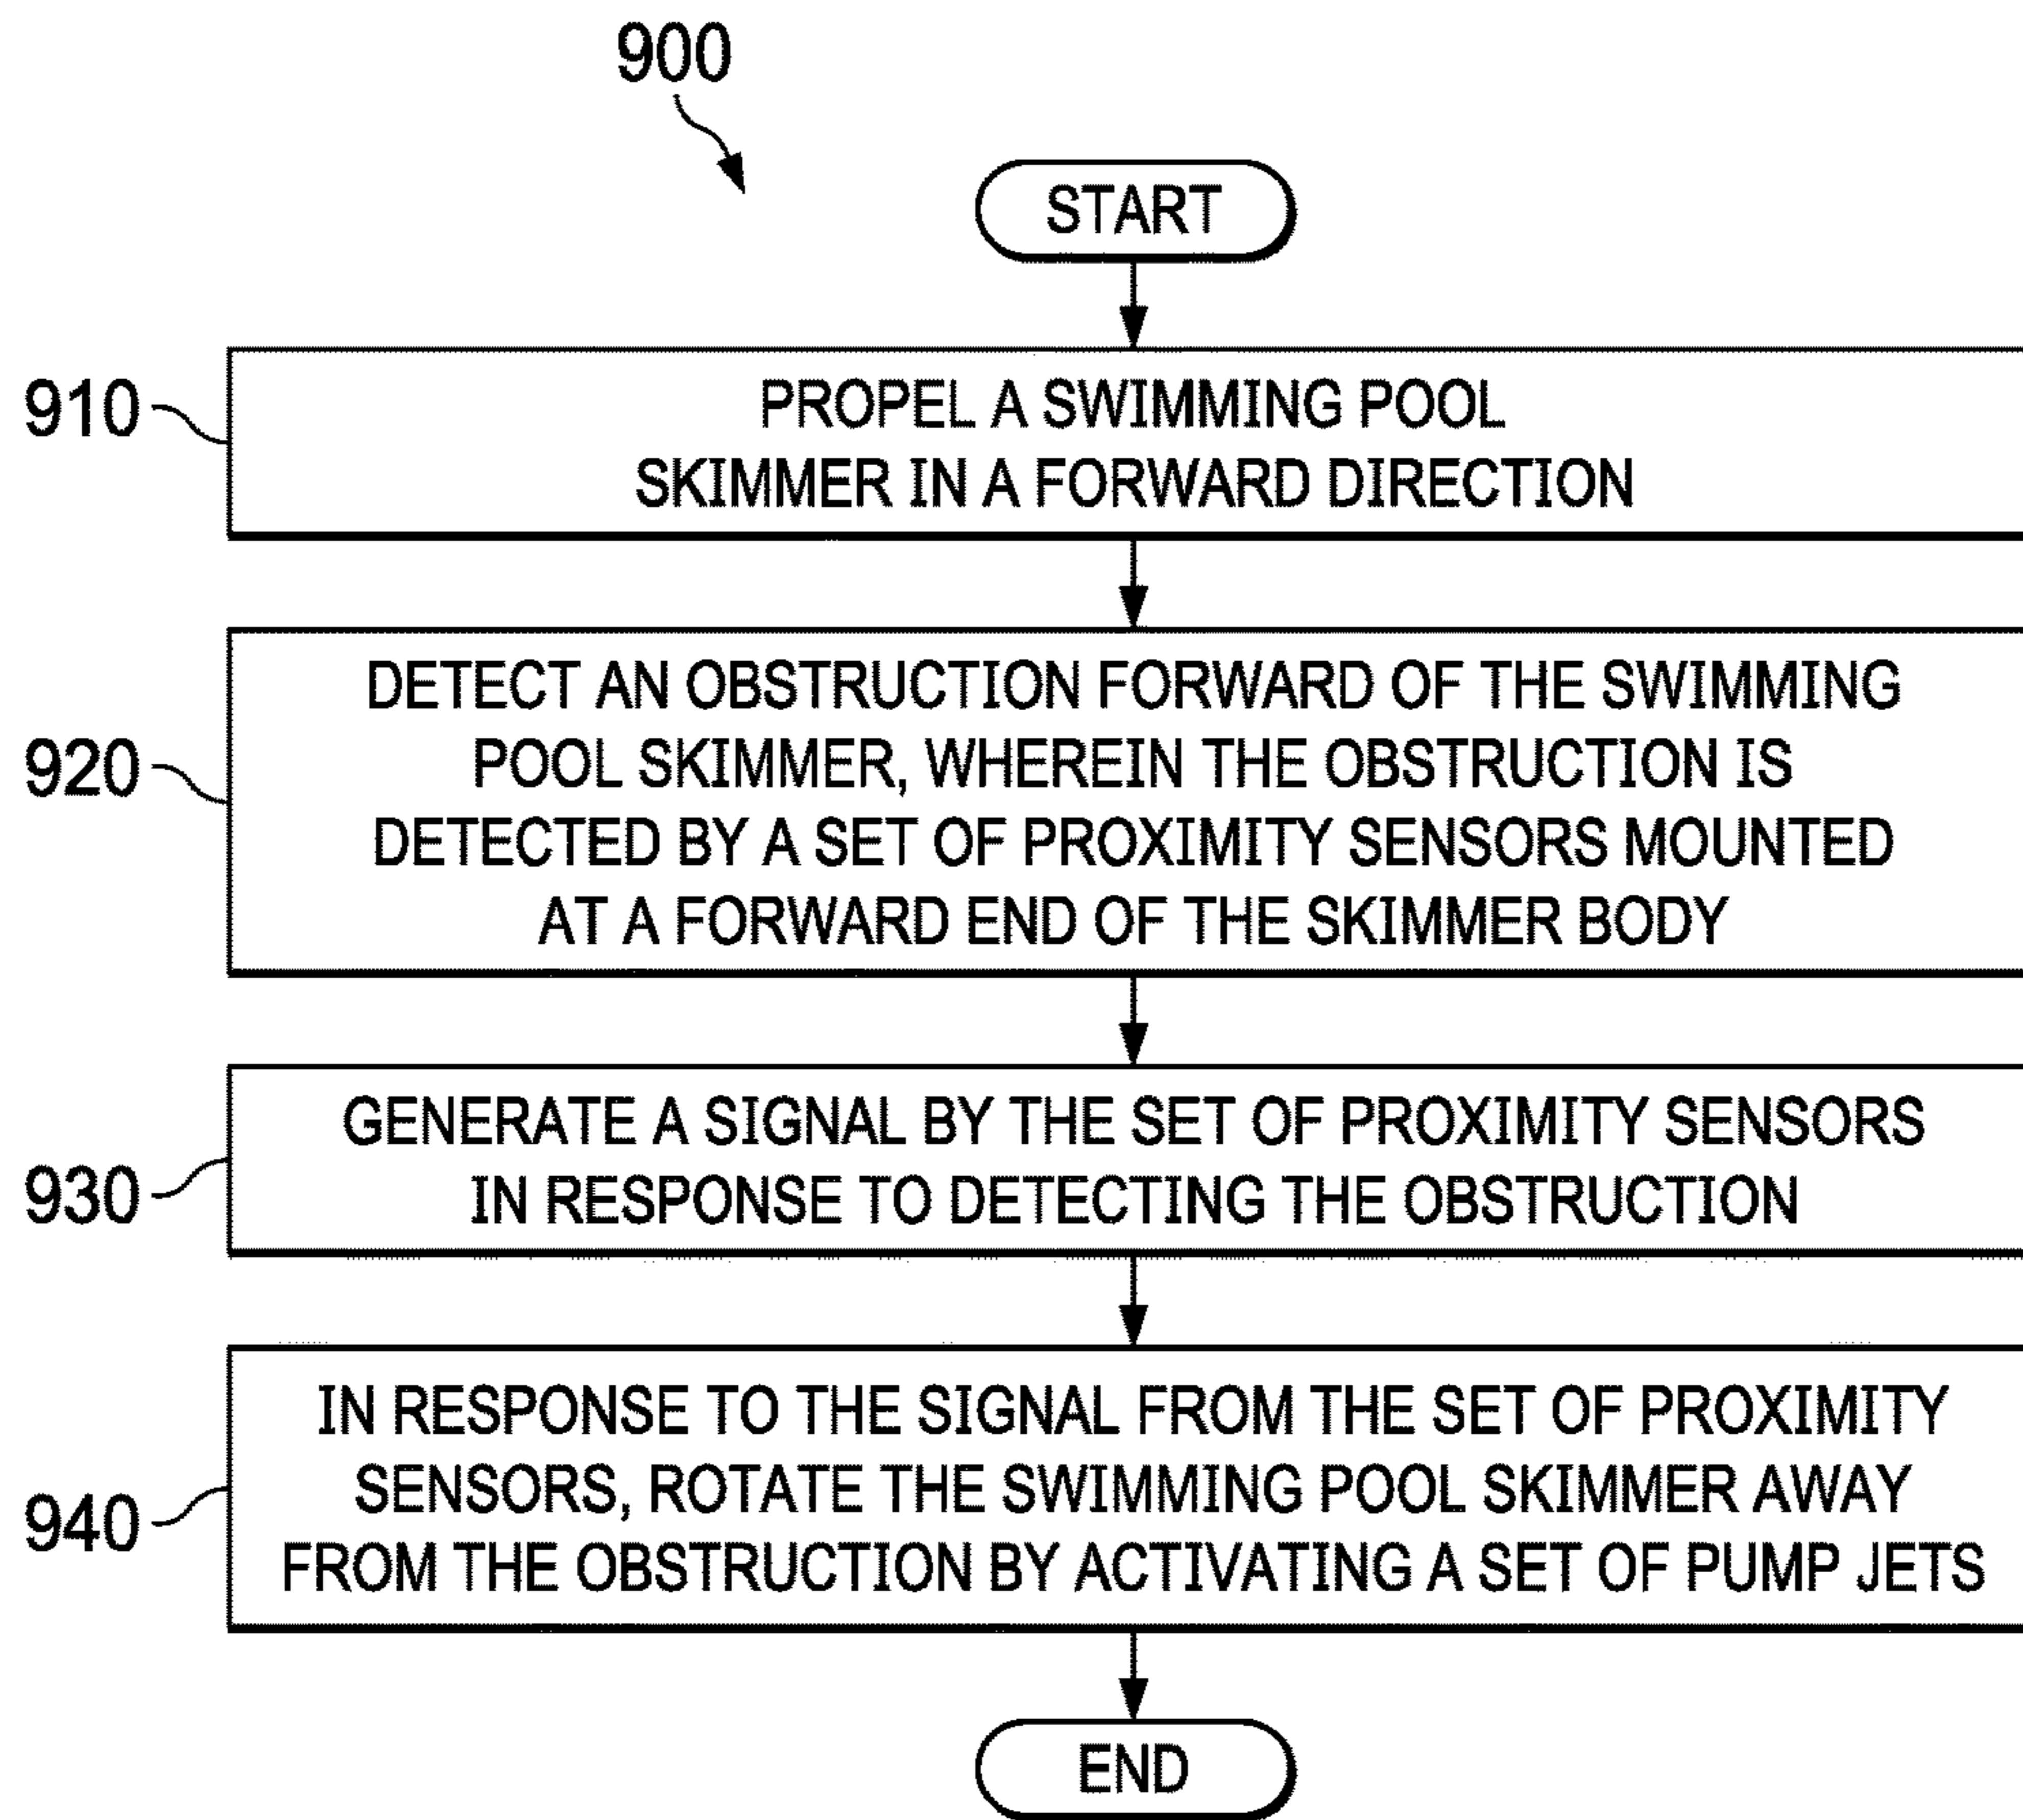 900
START
910
PROPEL A SWIMMING POOL
SKIMMER IN A FORWARD DIRECTION
920
DETECT AN OBSTRUCTION FORWARD OF THE SWIMMING
POOL SKIMMER, WHEREIN THE OBSTRUCTION IS
DETECTED BY A SET OF PROXIMITY SENSORS MOUNTED
AT A FORWARD END OF THE SKIMMER BODY
930
GENERATE A SIGNAL BY THE SET OF PROXIMITY SENSORS
IN RESPONSE TO DETECTING THE OBSTRUCTION
940
IN RESPONSE TO THE SIGNAL FROM THE SET OF PROXIMITY
SENSORS, ROTATE THE SWIMMING POOL SKIMMER AWAY
FROM THE OBSTRUCTION BY ACTIVATING A SET OF PUMP JETS
END